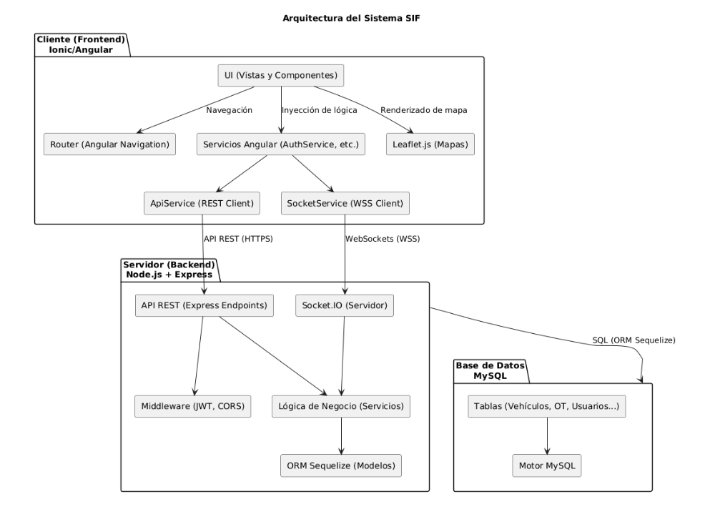 Arquitectura del Sistema SIF
Cliente (Frontend)
Ionic/Angular
UI (Vistas y Componentes)
Navegación
Inyección de lógica
Renderizado de mapa
Router (Angular Navigation)
Servicios Angular (AuthService, etc.)
Leaflet.js (Mapas)
ApiService (REST Client)
SocketService (WSS Client)
API REST (HTTPS)
WebSockets (WSS)
Servidor (Backend)
Node.js + Express
API REST (Express Endpoints)
Socket.IO (Servidor)
SQL (ORM Sequelize)
Base de Datos
MySQL
Middleware (JWT, CORS)
Lógica de Negocio (Servicios)
Tablas (Vehículos, OT, Usuarios...)
ORM Sequelize (Modelos)
Motor MySQL